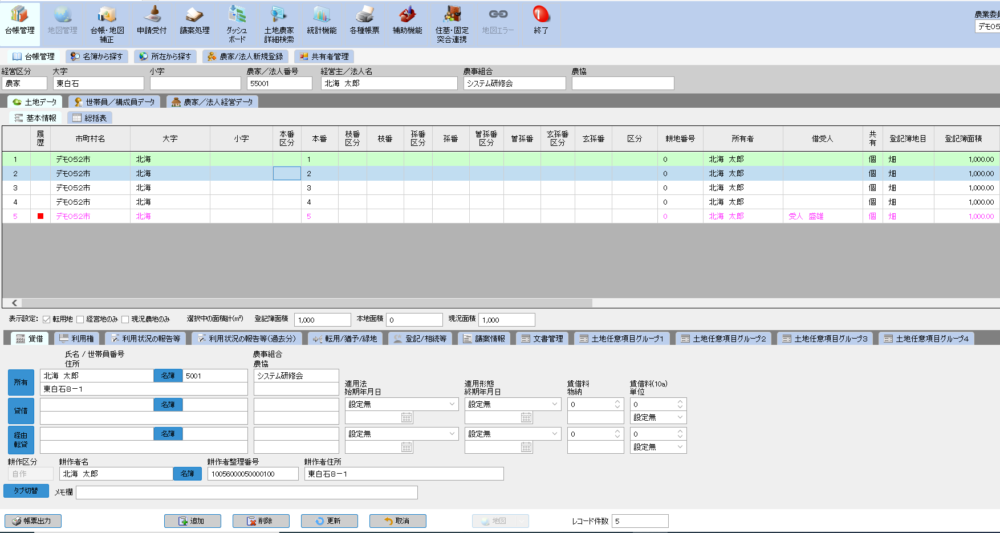 台帳管理 地図管理 台帳・地図補正 申請受付 議案処理 ダッシュボード 土地農家詳細検索 統計機能 各種帳票 補助機能 住基・固定突合連携 地図エラー 終了
農業委員
デモ05
台帳管理 名簿から探す 所在から探す 農家/法人新規登録 共有者管理
経営区分 大字 小字 農家／法人番号 経営主／法人名 農事組合 農協
農家 東白石 55001 北海 太郎 システム研修会
土地データ 世帯員／構成員データ 農家／法人経営データ
基本情報 総括表
履歴 市町村名 大字 小字 本番区分 本番 枝番区分 枝番 孫番区分 孫番 曽孫番区分 曽孫番 玄孫番区分 玄孫番 区分 耕地番号 所有者 借受人 共有 登記簿地目 登記簿面積
1 デモ052市 北海 1 0 北海 太郎 個 畑 1,000.00
2 デモ052市 北海 2 0 北海 太郎 個 畑 1,000.00
3 デモ052市 北海 3 0 北海 太郎 個 畑 1,000.00
4 デモ052市 北海 4 0 北海 太郎 個 畑 1,000.00
5 デモ052市 北海 5 0 北海 太郎 受人 盛雄 個 畑 1,000.00
表示設定: 転用地 経営地のみ 現況農地のみ 選択中の面積計(㎡) 登記簿面積 1,000 本地面積 0 現況面積 1,000
貸借 利用権 利用状況の報告等 利用状況の報告等(過去分) 転用/猶予/緑地 登記/相続等 議案情報 文書管理 土地任意項目グループ1 土地任意項目グループ2 土地任意項目グループ3 土地任意項目グループ4
氏名 / 世帯員番号 農事組合
住所 農協
所有 北海 太郎 名簿 5001 システム研修会
東白石8－1
適用法 適用形態 賃借料 賃借料(10a)
始期年月日 終期年月日 物納 単位
貸借 名簿 設定無 設定無 0 0
設定無
経由転貸 名簿 設定無 設定無 0 0
設定無
耕作区分 耕作者名 耕作者整理番号 耕作者住所
自作 北海 太郎 名簿 10056000050000100 東白石8－1
タブ切替 メモ欄
帳票出力 追加 削除 更新 取消 地図 レコード件数 5